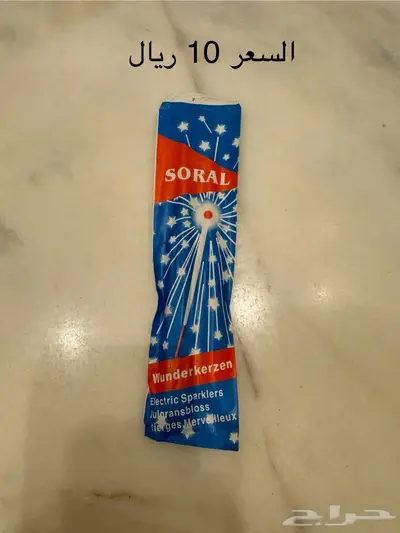 السعر 10 ريال
SORAL
Wunderkerzen
Electric Sparklers
Julgransbloss
Cierges Merveilleux
حراج